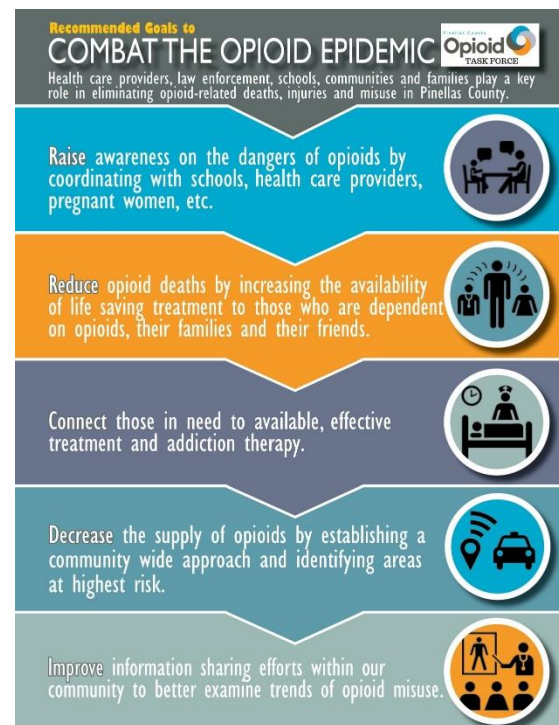 Recommended Goals to
COMBAT THE OPIOID EPIDEMIC
Pinellas County
Opioid
TASK FORCE
Health care providers, law enforcement, schools, communities and families play a key
role in eliminating opioid-related deaths, injuries and misuse in Pinellas County.
Raise awareness on the dangers of opioids by
coordinating with schools, health care providers,
pregnant women, etc.
Reduce opioid deaths by increasing the availability
of life saving treatment to those who are dependent
on opioids, their families and their friends.
Connect those in need to available, effective
treatment and addiction therapy.
Decrease the supply of opioids by establishing a
community wide approach and identifying areas
at highest risk.
Improve information sharing efforts within our
community to better examine trends of opioid misuse.